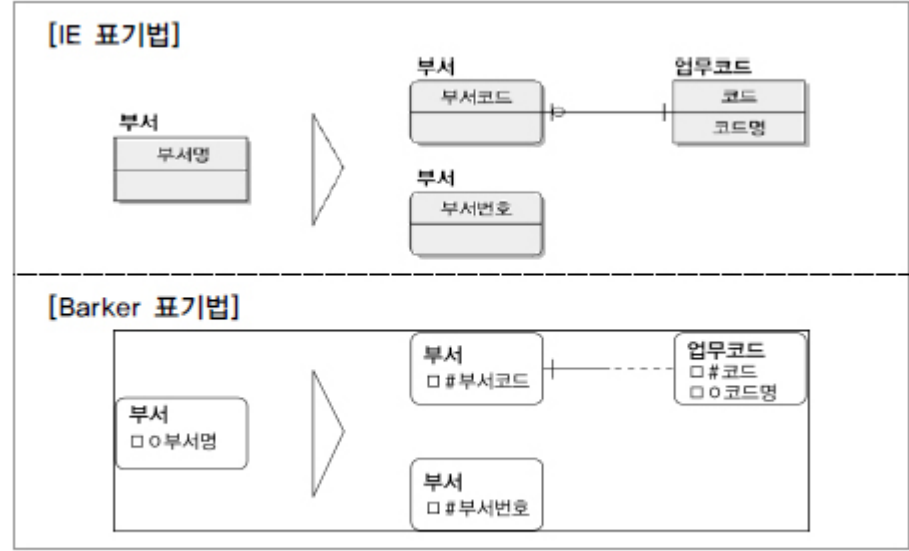 [IE 표기법]
부서
부서명
부서
부서코드
업무코드
코드
코드명
부서
부서번호
[Barker 표기법]
부서
□ o 부서명
부서
□ # 부서코드
업무코드
□ # 코드
□ o 코드명
부서
□ # 부서번호